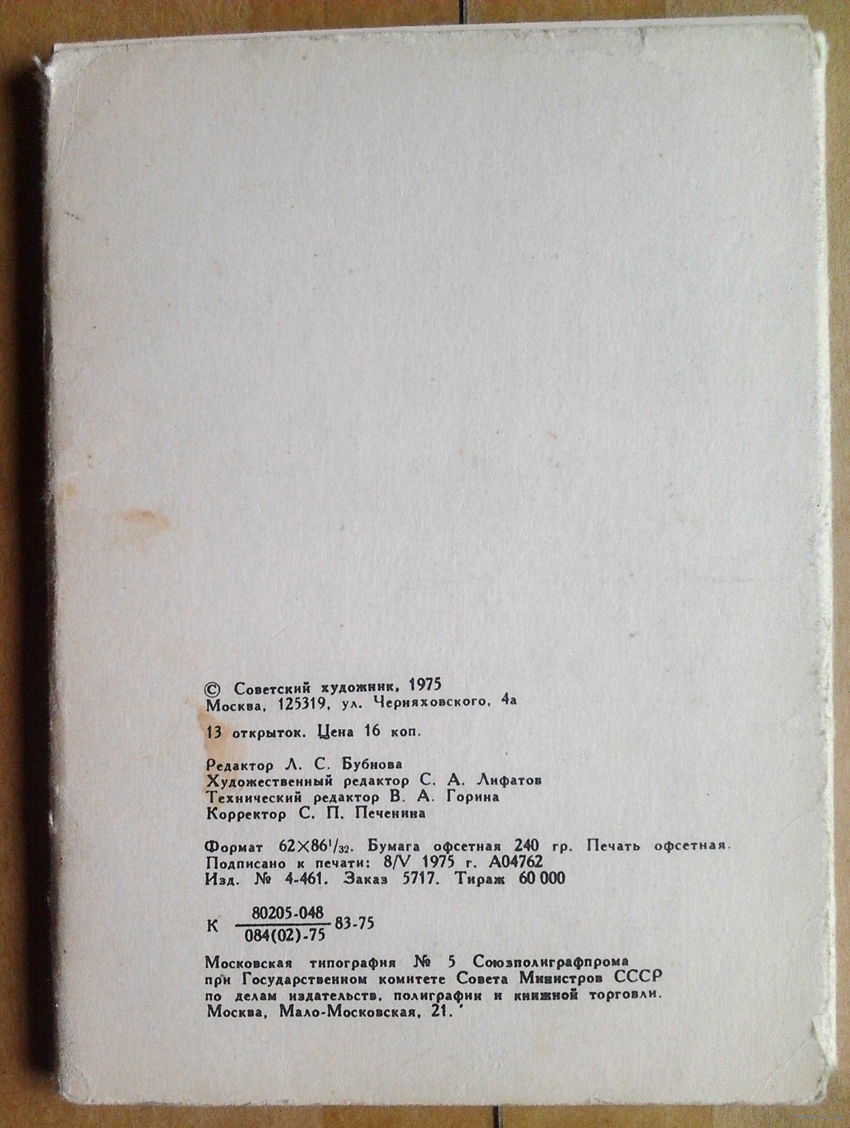 © Советский художник, 1975
Москва, 125319, ул. Черняховского, 4а
13 открыток. Цена 16 коп.
Редактор Л. С. Бубнова
Художественный редактор С. А. Лифатов
Технический редактор В. А. Горина
Корректор С. П. Печенина
Формат 62×86¹/₃₂. Бумага офсетная 240 гр. Печать офсетная.
Подписано к печати: 8/V 1975 г. А04762
Изд. № 4-461. Заказ 5717. Тираж 60 000
К 80205-048
084(02)-75 83-75
Московская типография № 5 Союзполиграфпрома
при Государственном комитете Совета Министров СССР
по делам издательств, полиграфии и книжной торговли.
Москва, Мало-Московская, 21.